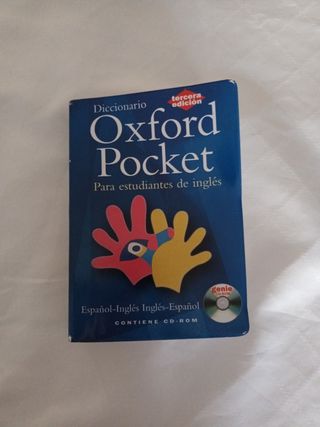 Diccionario
tercera
edición
Oxford
Pocket
Para estudiantes de inglés
Español-Inglés Inglés-Español
genie
CONTIENE CD-ROM